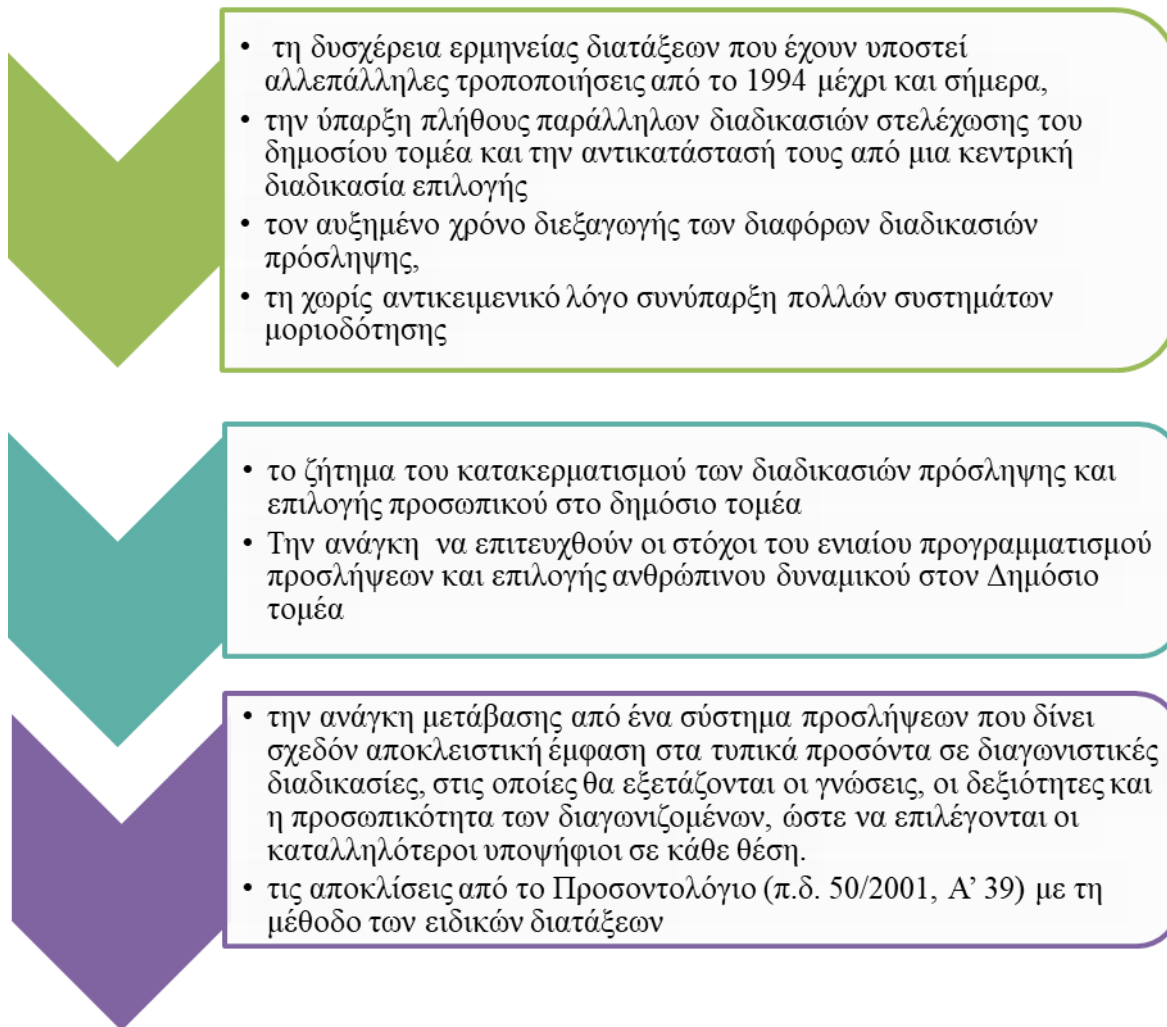 • τη δυσχέρεια ερμηνείας διατάξεων που έχουν υποστεί
αλλεπάλληλες τροποποιήσεις από το 1994 μέχρι και σήμερα,
• την ύπαρξη πλήθους παράλληλων διαδικασιών στελέχωσης του
δημοσίου τομέα και την αντικατάστασή τους από μια κεντρική
διαδικασία επιλογής
• τον αυξημένο χρόνο διεξαγωγής των διαφόρων διαδικασιών
πρόσληψης,
• τη χωρίς αντικειμενικό λόγο συνύπαρξη πολλών συστημάτων
μοριοδότησης
• το ζήτημα του κατακερματισμού των διαδικασιών πρόσληψης και
επιλογής προσωπικού στο δημόσιο τομέα
• Την ανάγκη να επιτευχθούν οι στόχοι του ενιαίου προγραμματισμού
προσλήψεων και επιλογής ανθρώπινου δυναμικού στον Δημόσιο
τομέα
• την ανάγκη μετάβασης από ένα σύστημα προσλήψεων που δίνει
σχεδόν αποκλειστική έμφαση στα τυπικά προσόντα σε διαγωνιστικές
διαδικασίες, στις οποίες θα εξετάζονται οι γνώσεις, οι δεξιότητες και
η προσωπικότητα των διαγωνιζομένων, ώστε να επιλέγονται οι
καταλληλότεροι υποψήφιοι σε κάθε θέση.
• τις αποκλίσεις από το Προσοντολόγιο (π.δ. 50/2001, Α’ 39) με τη
μέθοδο των ειδικών διατάξεων